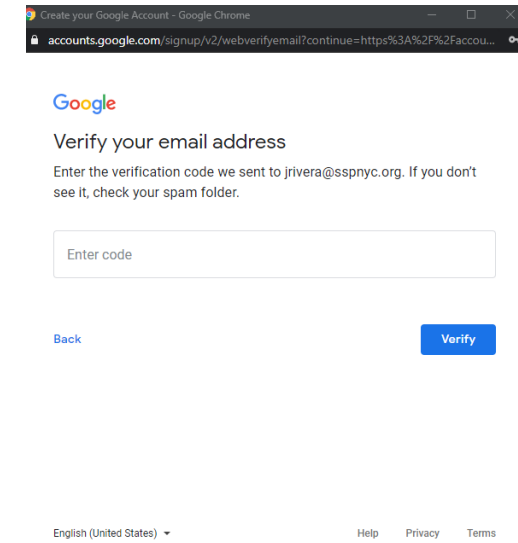 Create your Google Account - Google Chrome
accounts.google.com/signup/v2/webverifyemail?continue=https%3A%2F%2Faccou...
Google
Verify your email address
Enter the verification code we sent to jrivera@sspnyc.org. If you don't
see it, check your spam folder.
Enter code
Back
Verify
English (United States)
Help
Privacy
Terms